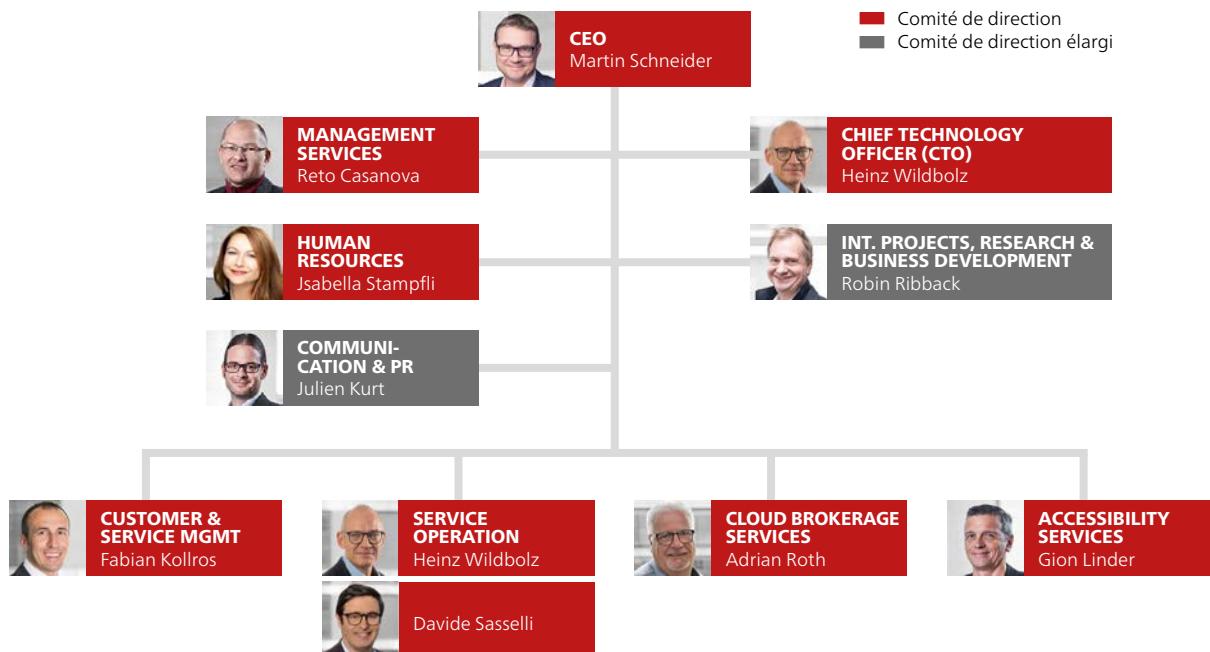 Comité de direction
Comité de direction élargi
CEO
Martin Schneider
MANAGEMENT
SERVICES
Reto Casanova
CHIEF TECHNOLOGY
OFFICER (CTO)
Heinz Wildbolz
HUMAN
RESOURCES
Jsabella Stampfli
INT. PROJECTS, RESEARCH &
BUSINESS DEVELOPMENT
Robin Ribback
COMMUNI-
CATION & PR
Julien Kurt
CUSTOMER &
SERVICE MGMT
Fabian Kollros
SERVICE
OPERATION
Heinz Wildbolz
Davide Sasselli
CLOUD BROKERAGE
SERVICES
Adrian Roth
ACCESSIBILITY
SERVICES
Gion Linder